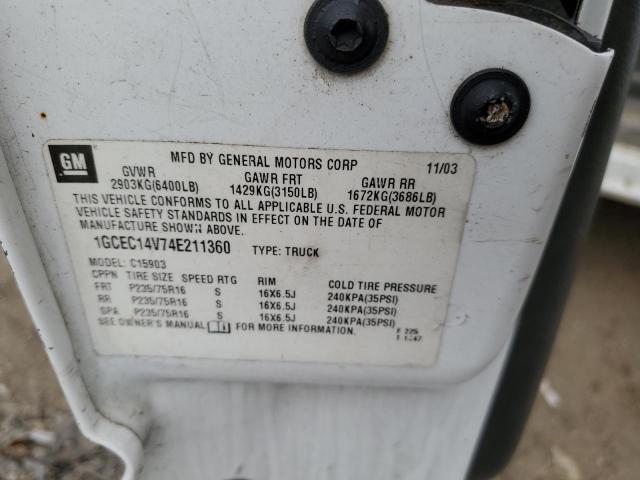 GM
MFD BY GENERAL MOTORS CORP 11/03
GVWR GAWR FRT GAWR RR
2903KG(6400LB) 1429KG(3150LB) 1672KG(3686LB)
THIS VEHICLE CONFORMS TO ALL APPLICABLE U.S. FEDERAL MOTOR
VEHICLE SAFETY STANDARDS IN EFFECT ON THE DATE OF
MANUFACTURE SHOWN ABOVE.
1GCEC14V74E211360 TYPE: TRUCK
MODEL: C15903
CPPN TIRE SIZE SPEED RTG RIM COLD TIRE PRESSURE
FRT P235/75R16 S 16X6.5J 240KPA(35PSI)
RR P235/75R16 S 16X6.5J 240KPA(35PSI)
SPA P235/75R16 S 16X6.5J 240KPA(35PSI)
SEE OWNER'S MANUAL FOR MORE INFORMATION.